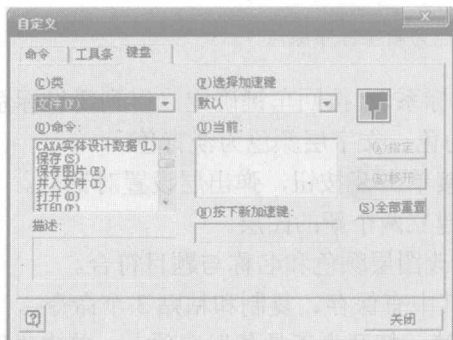 自定义
命令 工具条 键盘
(C)类 (F)选择加速键
文件(F) 默认
(O)命令: (U)当前:
CAXA实体设计数据(L)
保存(S)
保存图片(I)
并入文件(I)
打开(O)
打印(P)
(A)指定
(R)移开
(N)按下新加速键: (S)全部重置
描述:
关闭